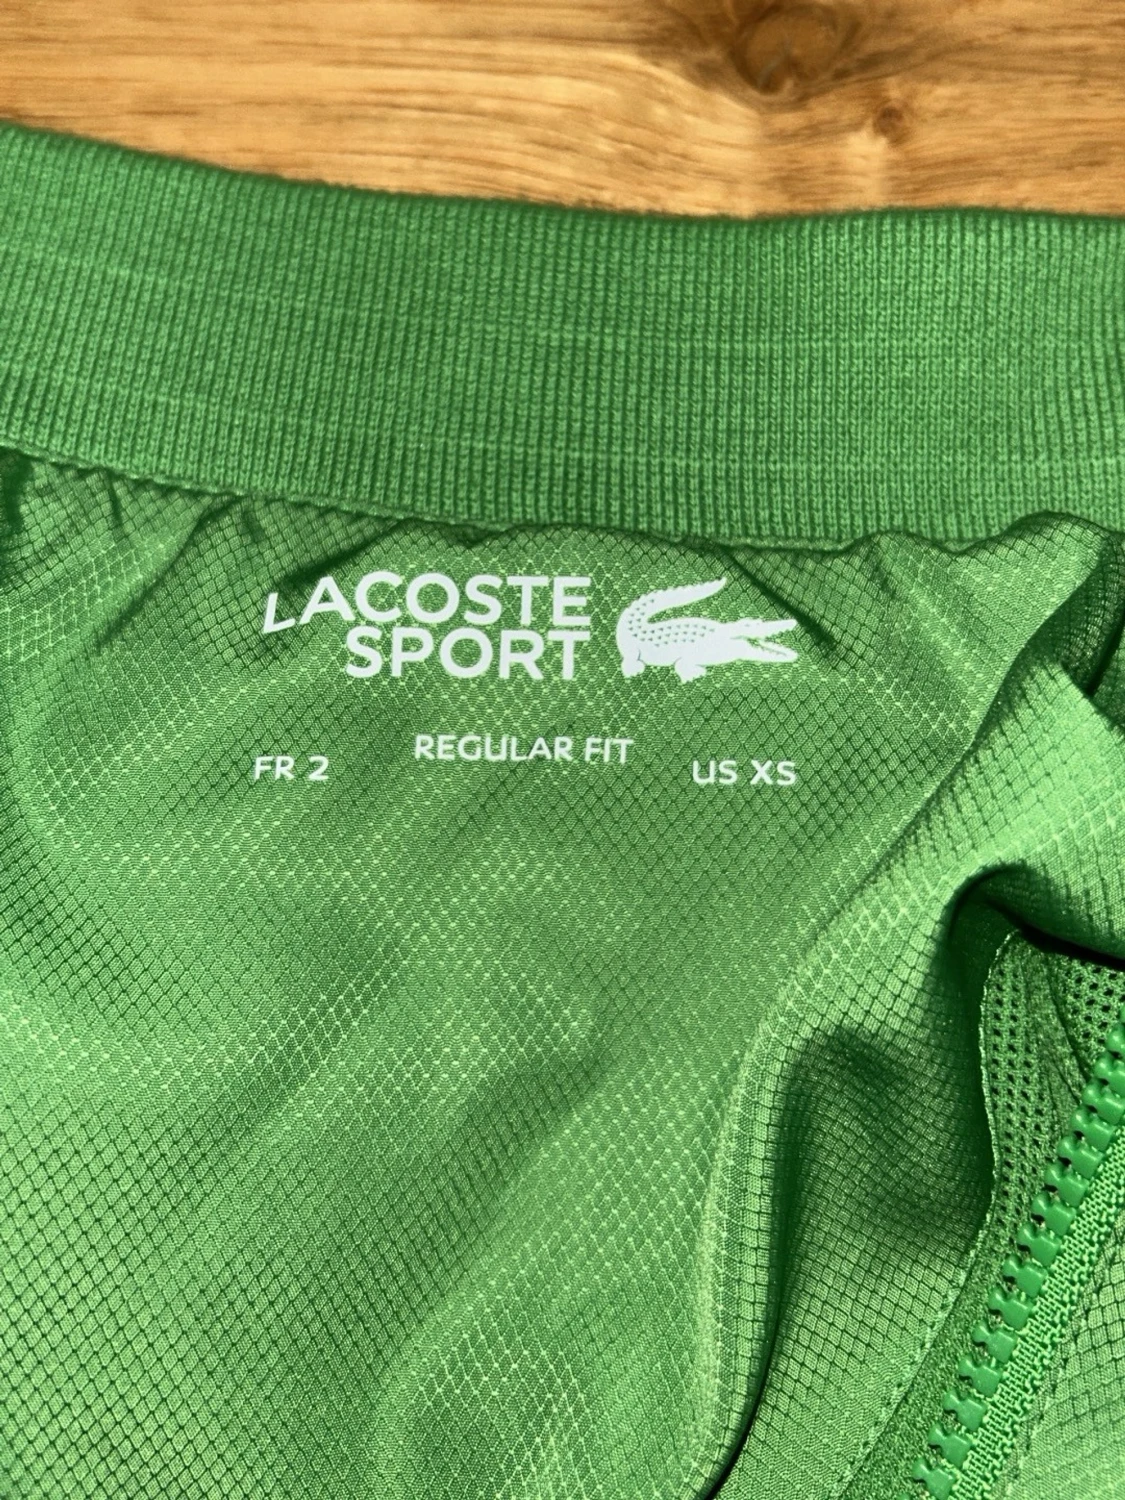 LACOSTE
SPORT
REGULAR FIT
FR 2 US XS